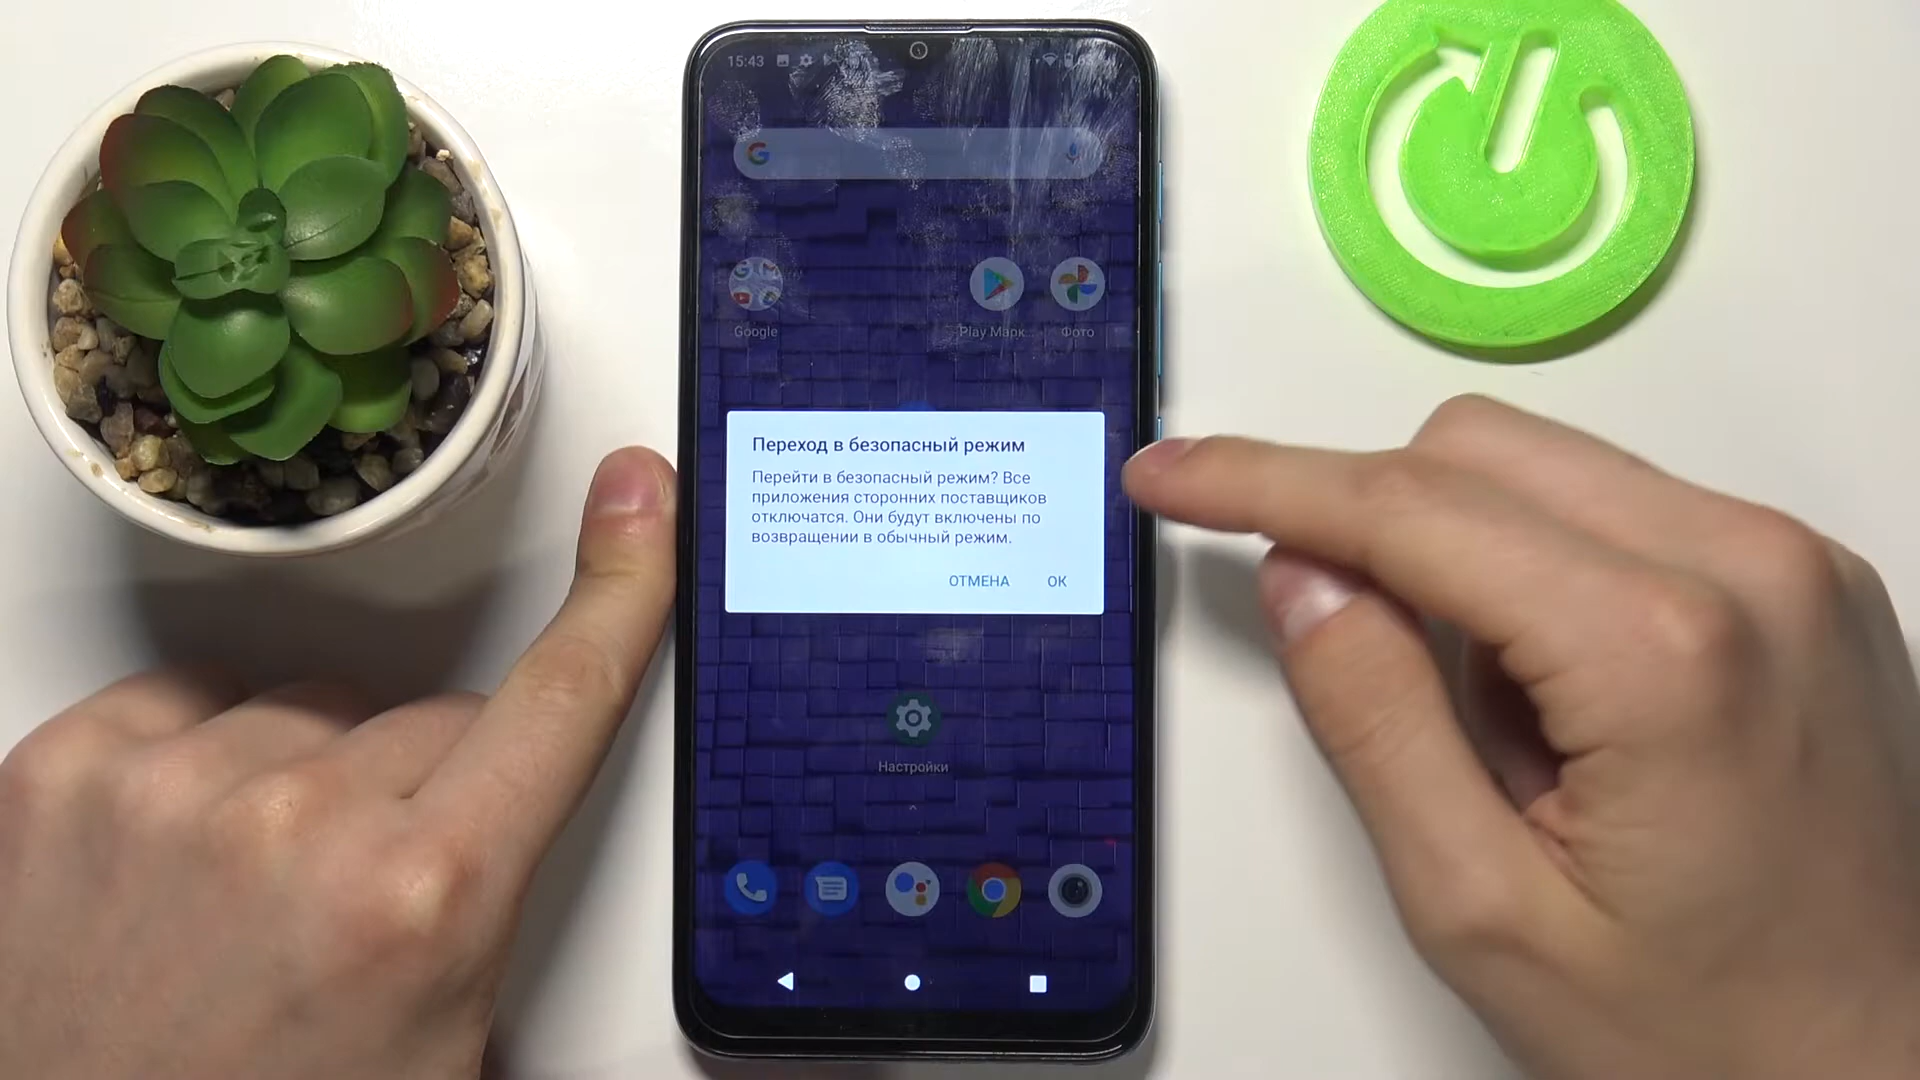 15:43
Google
Play Марк...
Фото
Переход в безопасный режим
Перейти в безопасный режим? Все
приложения сторонних поставщиков
отключатся. Они будут включены по
возвращении в обычный режим.
ОТМЕНА
ОК
Настройки